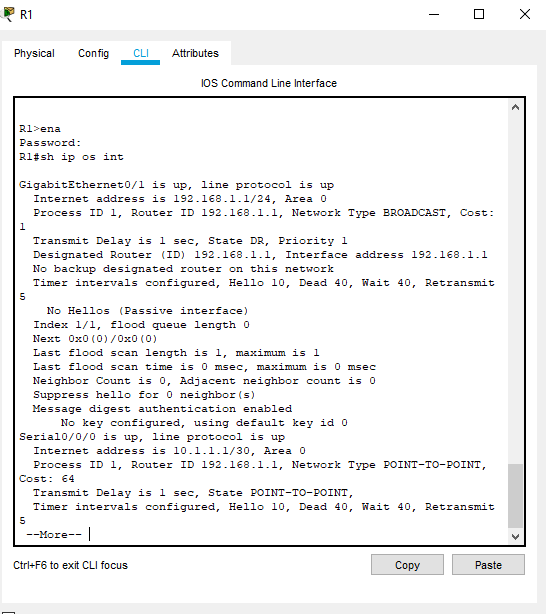 R1
Physical Config CLI Attributes
IOS Command Line Interface
R1>ena
Password:
R1#sh ip os int
GigabitEthernet0/1 is up, line protocol is up
Internet address is 192.168.1.1/24, Area 0
Process ID 1, Router ID 192.168.1.1, Network Type BROADCAST, Cost:
1
Transmit Delay is 1 sec, State DR, Priority 1
Designated Router (ID) 192.168.1.1, Interface address 192.168.1.1
No backup designated router on this network
Timer intervals configured, Hello 10, Dead 40, Wait 40, Retransmit
5
No Hellos (Passive interface)
Index 1/1, flood queue length 0
Next 0x0(0)/0x0(0)
Last flood scan length is 1, maximum is 1
Last flood scan time is 0 msec, maximum is 0 msec
Neighbor Count is 0, Adjacent neighbor count is 0
Suppress hello for 0 neighbor(s)
Message digest authentication enabled
No key configured, using default key id 0
Serial0/0/0 is up, line protocol is up
Internet address is 10.1.1.1/30, Area 0
Process ID 1, Router ID 192.168.1.1, Network Type POINT-TO-POINT,
Cost: 64
Transmit Delay is 1 sec, State POINT-TO-POINT,
Timer intervals configured, Hello 10, Dead 40, Wait 40, Retransmit
5
--More--
Ctrl+F6 to exit CLI focus
Copy Paste